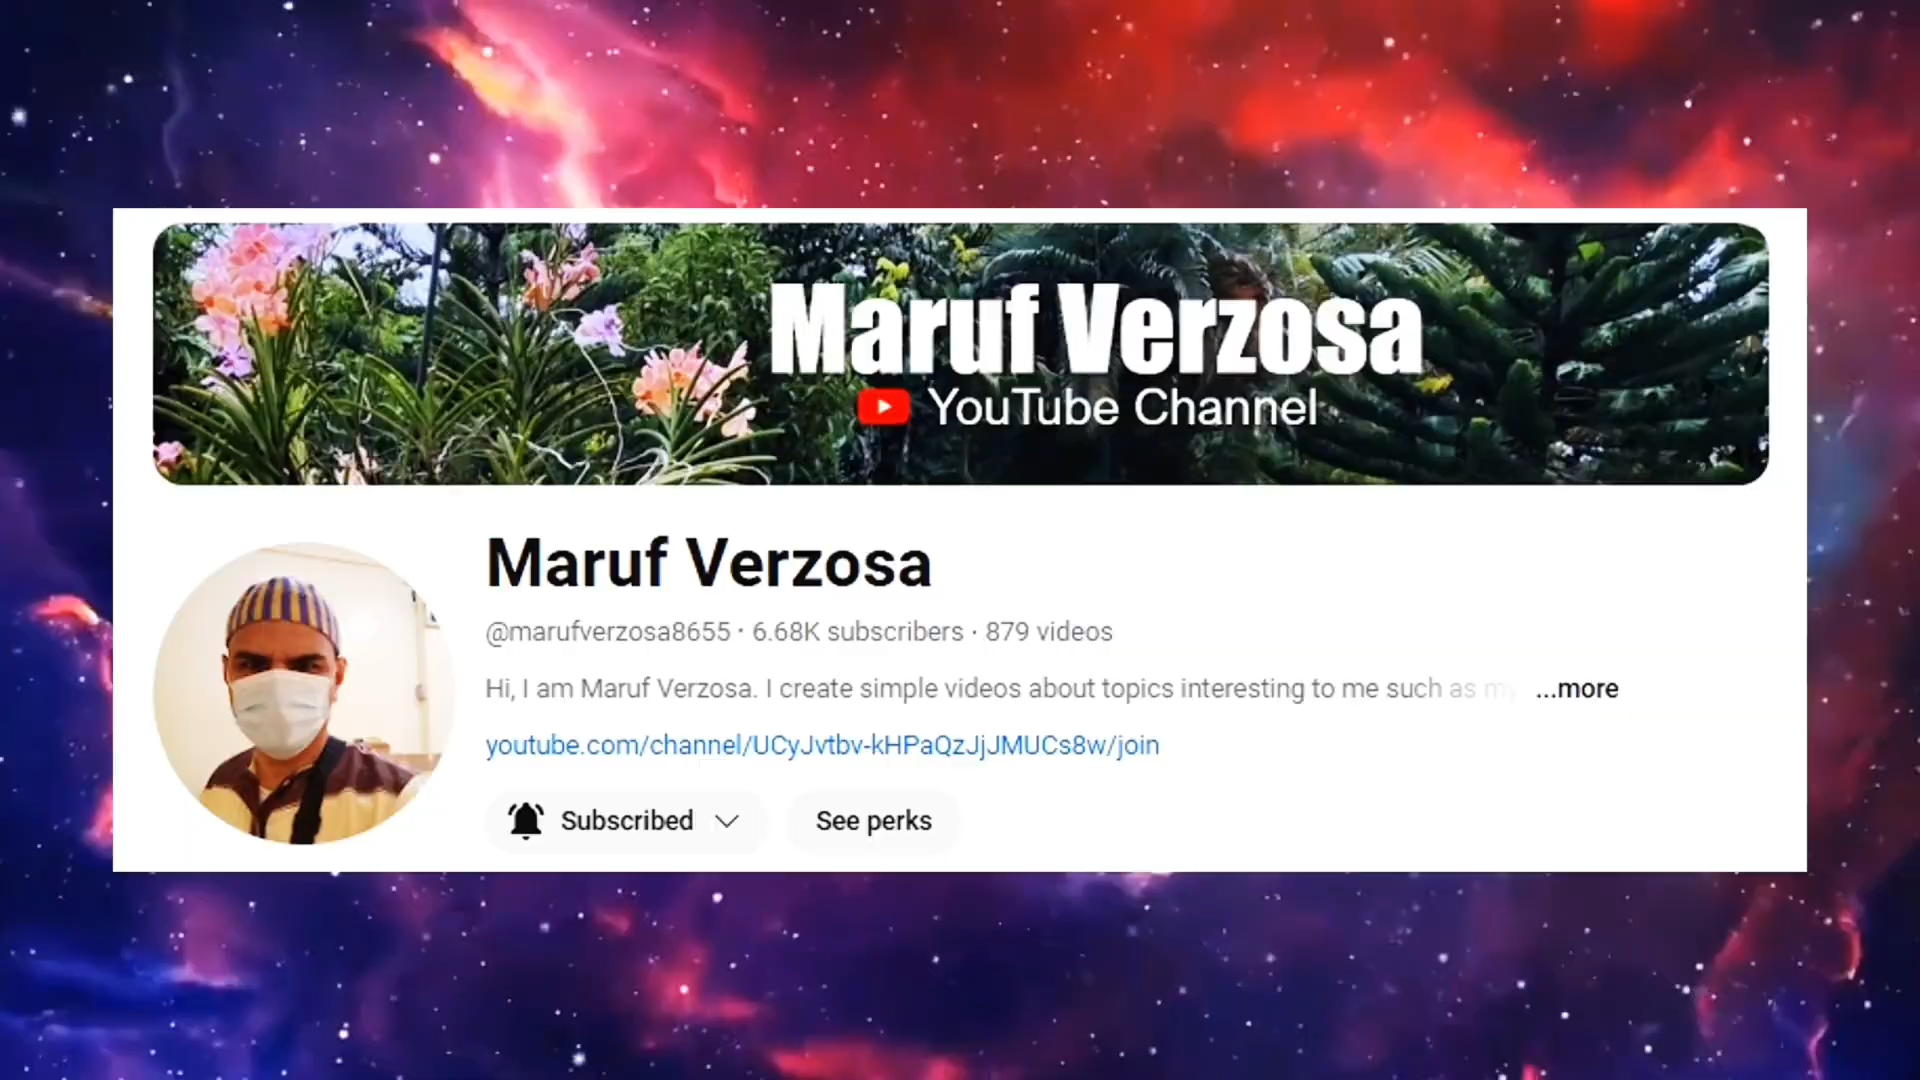 Maruf Verzosa
YouTube Channel
Maruf Verzosa
@marufverzosa8655 · 6.68K subscribers · 879 videos
Hi, I am Maruf Verzosa. I create simple videos about topics interesting to me such as my ...more
youtube.com/channel/UCyJvtbv-kHPaQzJjJMUCs8w/join
Subscribed
See perks